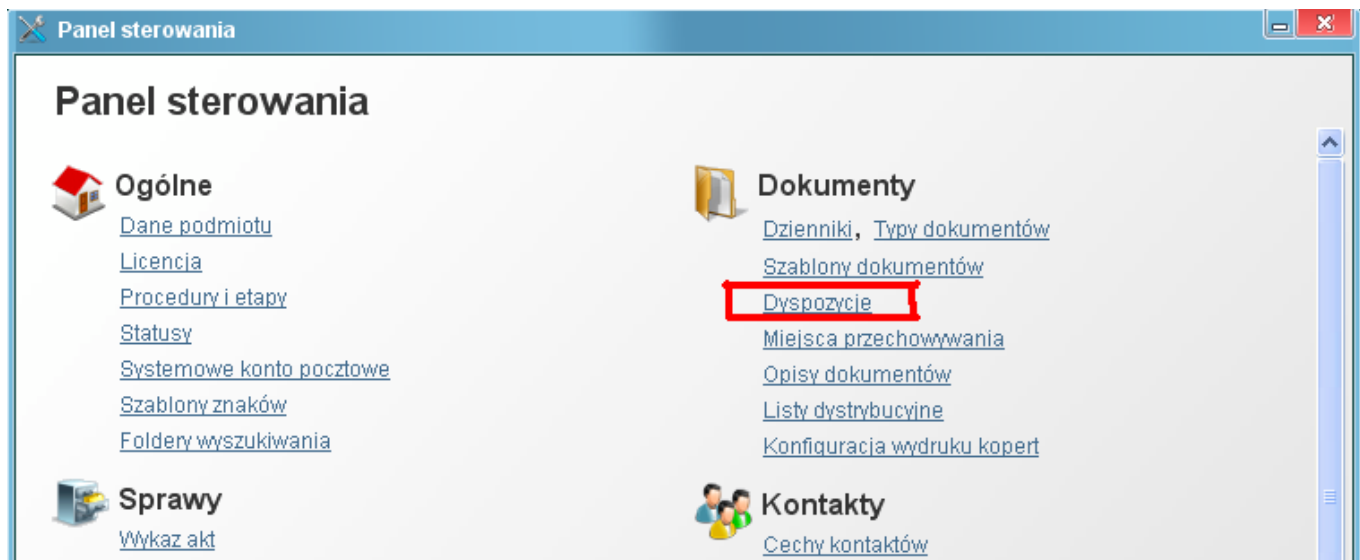 Panel sterowania
Panel sterowania
Ogólne
Dane podmiotu
Licencja
Procedury i etapy
Statusy
Systemowe konto pocztowe
Szablony znaków
Foldery wyszukiwania
Dokumenty
Dzienniki, Typy dokumentów
Szablony dokumentów
Dyspozycje
Miejsca przechowywania
Opisy dokumentów
Listy dystrybucyjne
Konfiguracja wydruku kopert
Sprawy
Wykaz akt
Kontakty
Cechy kontaktów